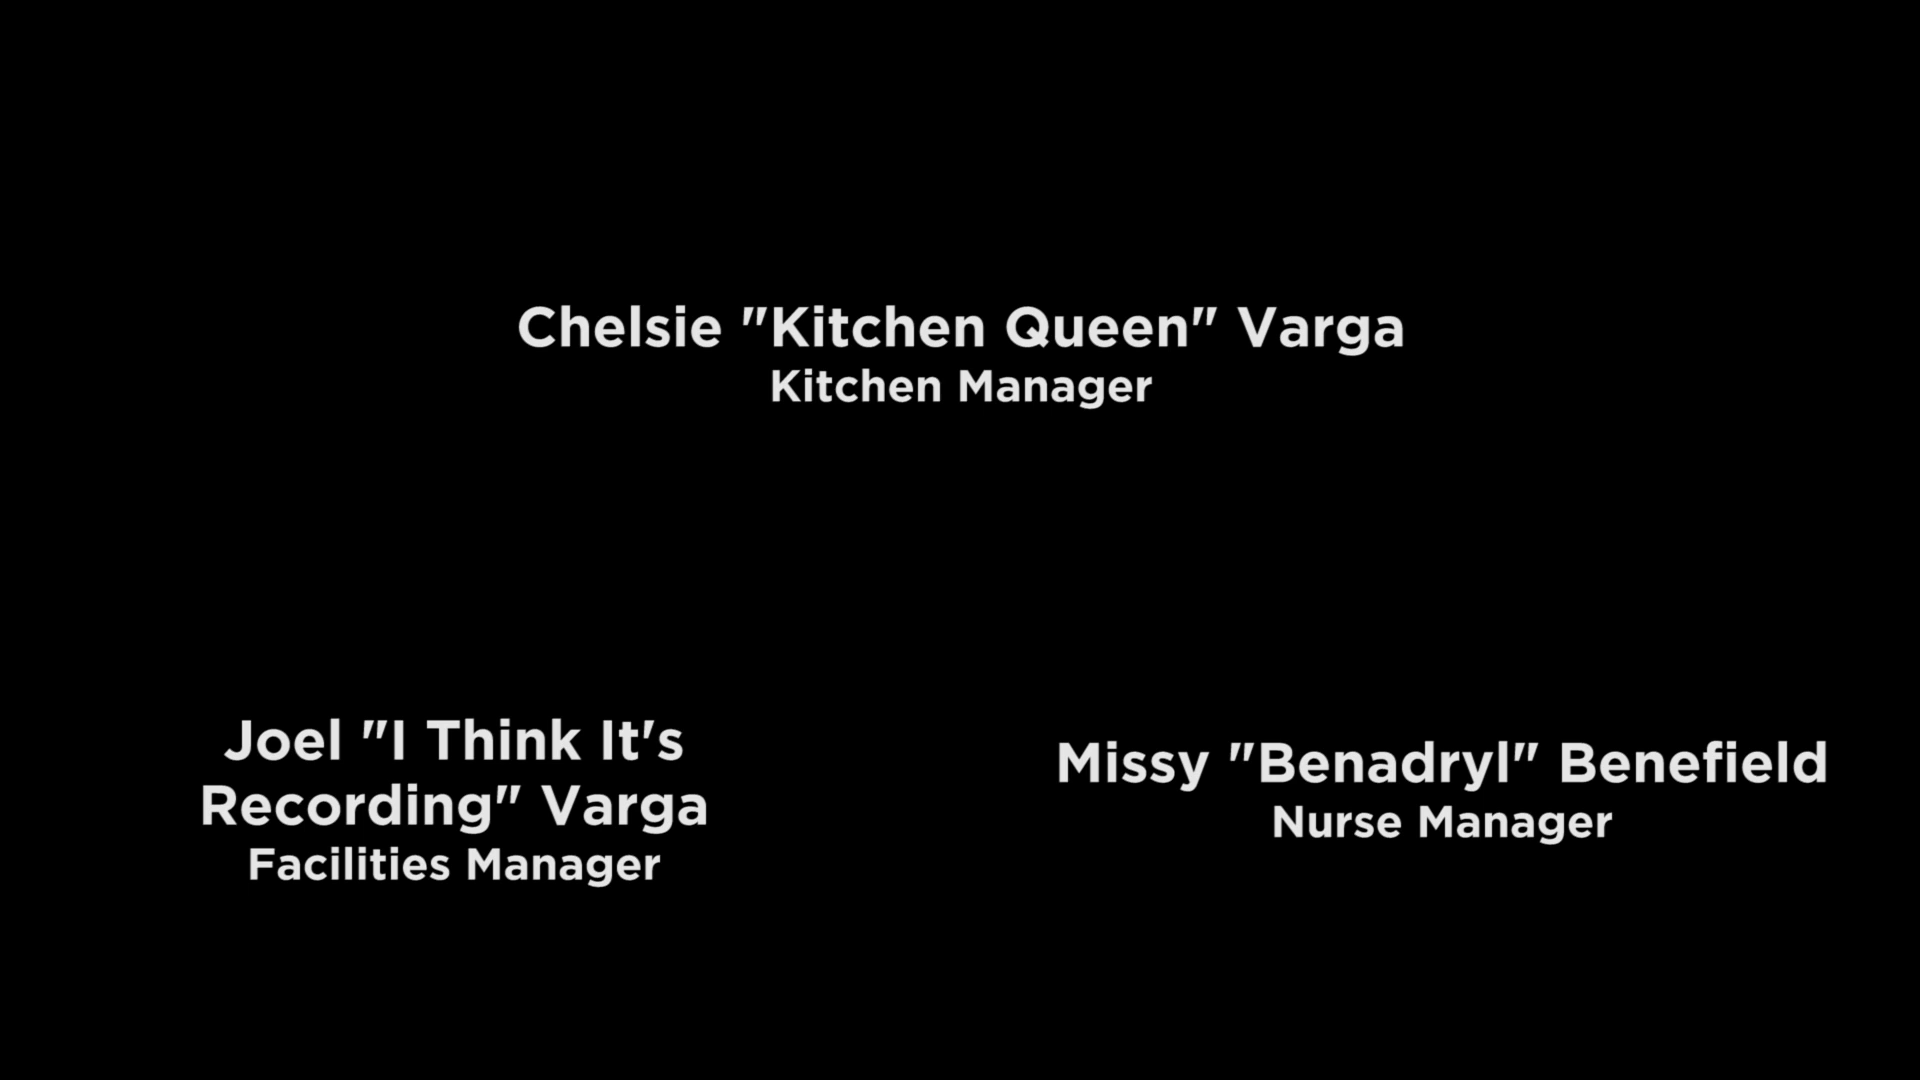 Chelsie "Kitchen Queen" Varga
Kitchen Manager
Joel "I Think It's
Recording" Varga
Facilities Manager
Missy "Benadryl" Benefield
Nurse Manager